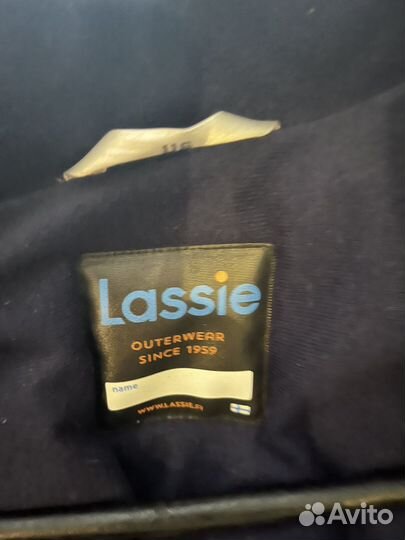 116
Lassie
OUTERWEAR
SINCE 1959
name
WWW.LASSIE.FI
Avito